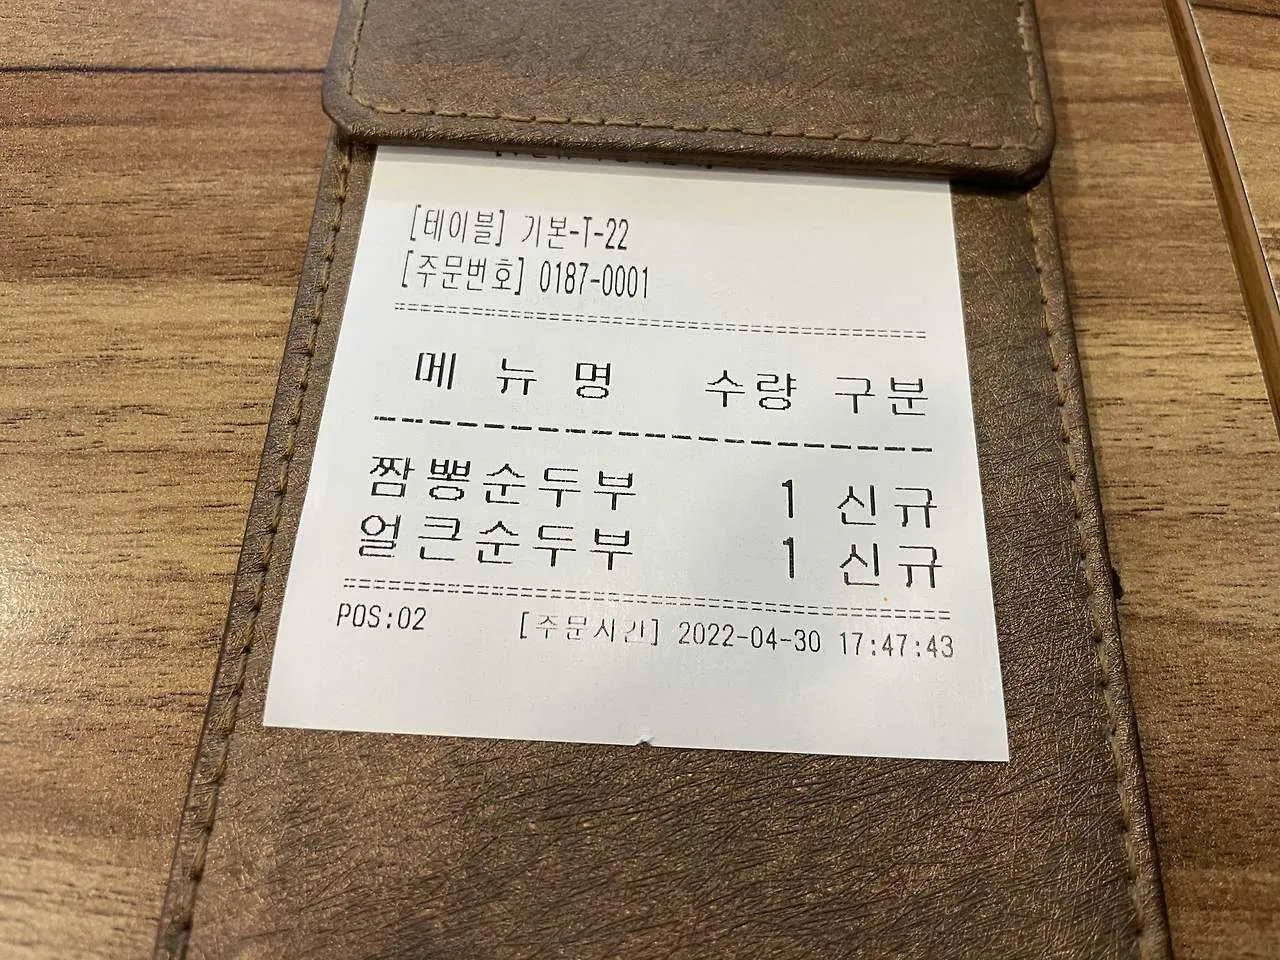 [테이블] 기본-T-22
[주문번호] 0187-0001
메 뉴 명 수량 구분
짬뽕순두부 1 신규
얼큰순두부 1 신규
POS:02 [주문시간] 2022-04-30 17:47:43